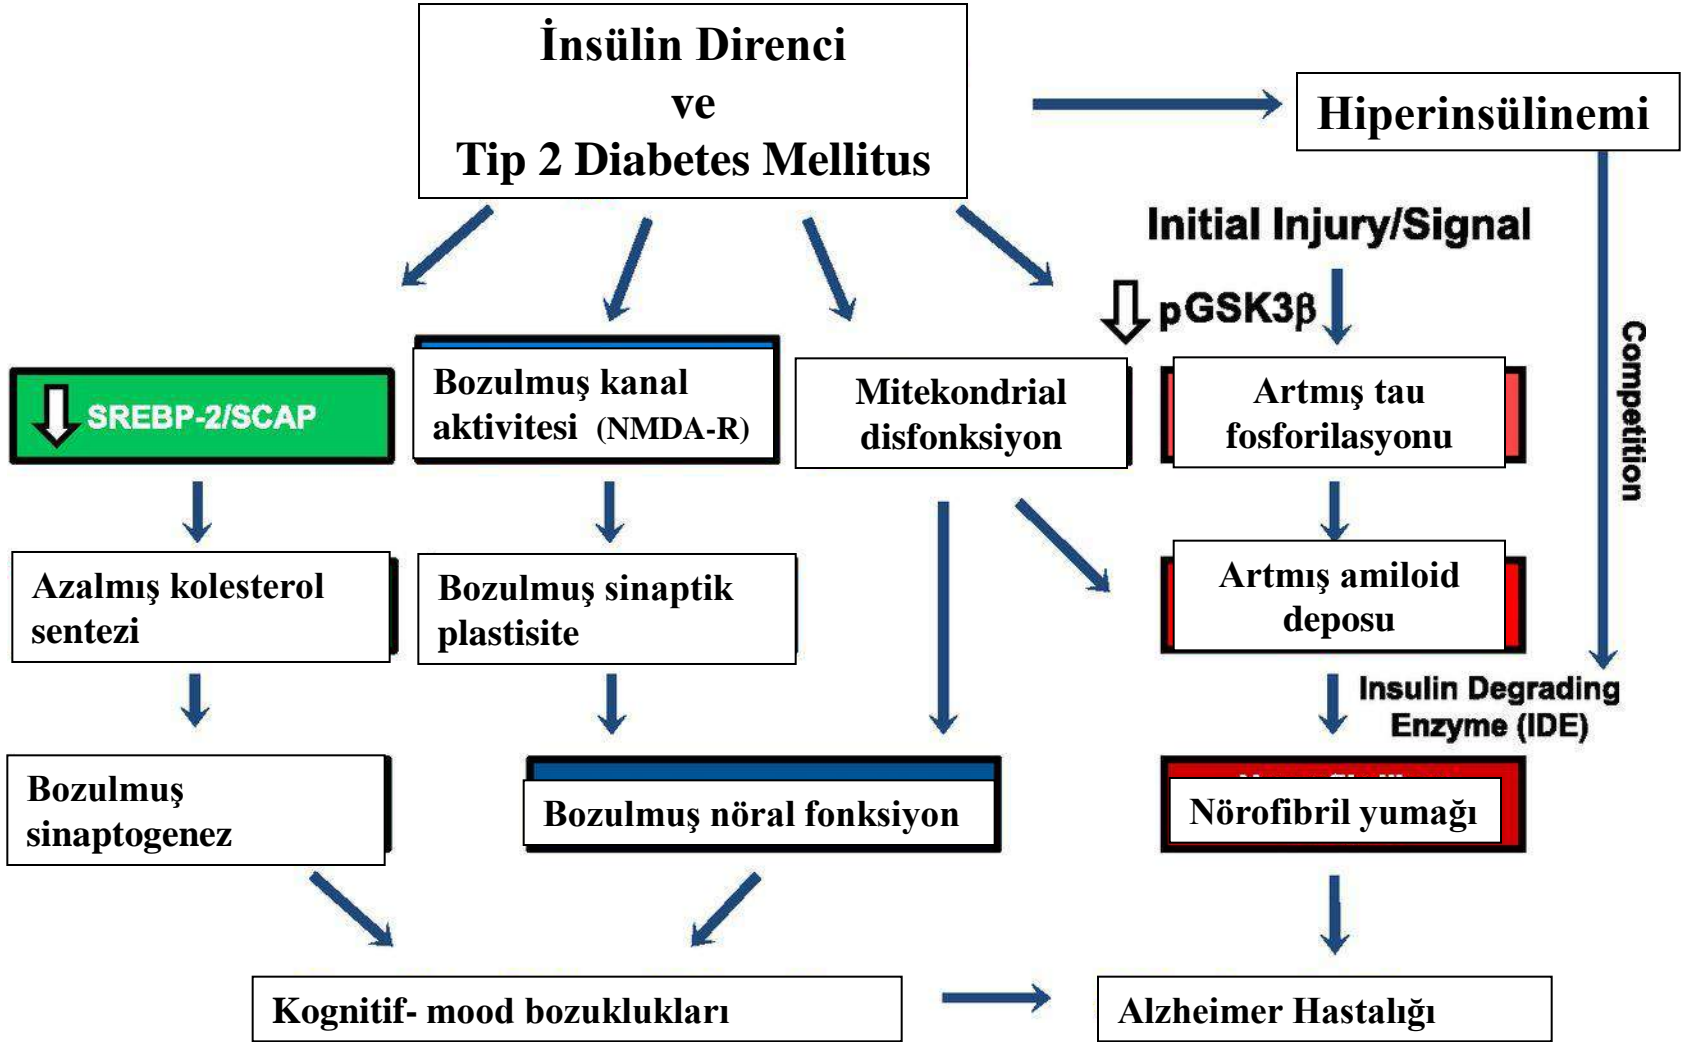 İnsülin Direnci
ve
Tip 2 Diabetes Mellitus
Hiperinsülinemi
Initial Injury/Signal
pGSK3β
Competition
SREBP-2/SCAP
Bozulmuş kanal
aktivitesi (NMDA-R)
Mitekondrial
disfonksiyon
Artmış tau
fosforilasyonu
Azalmış kolesterol
sentezi
Bozulmuş sinaptik
plastisite
Artmış amiloid
deposu
Insulin Degrading
Enzyme (IDE)
Bozulmuş
sinaptogenez
Bozulmuş nöral fonksiyon
Nörofibril yumağı
Kognitif- mood bozuklukları
Alzheimer Hastalığı